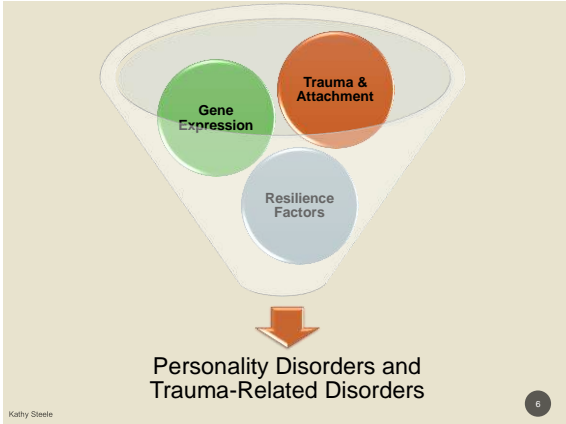 Trauma &
Attachment
Gene
Expression
Resilience
Factors
Personality Disorders and
Trauma-Related Disorders
6
Kathy Steele